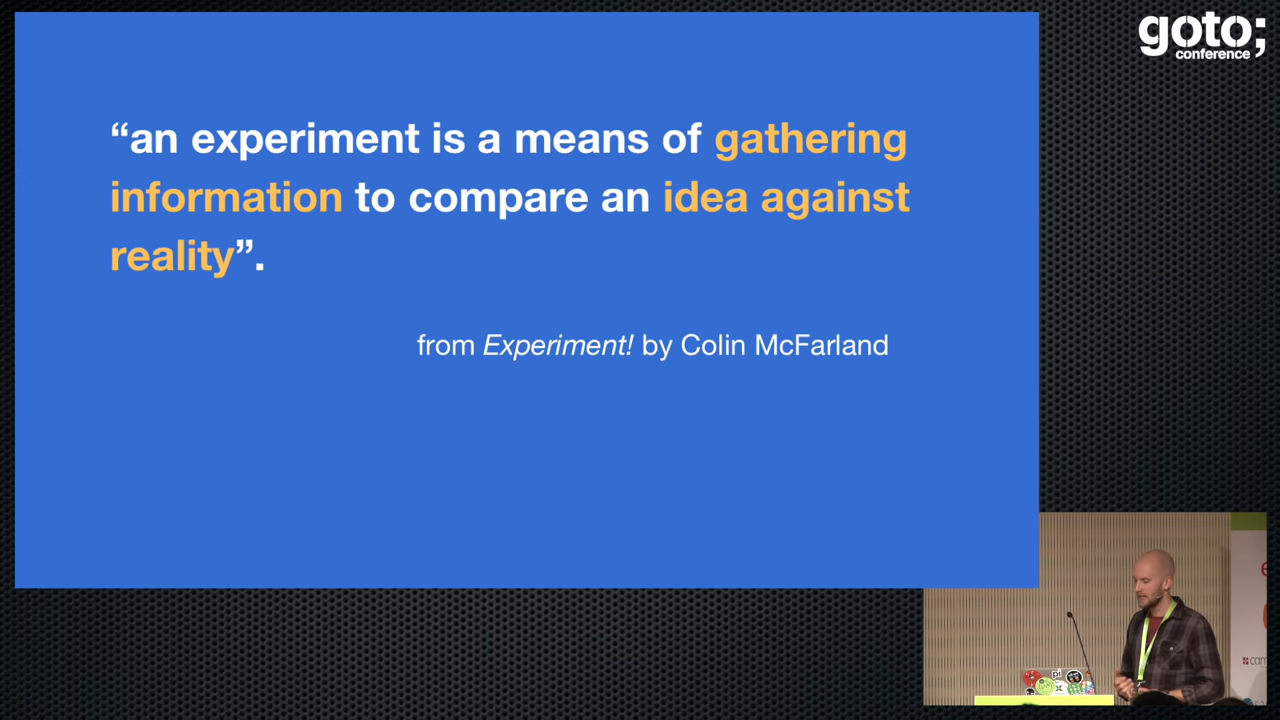 goto;
conference
“an experiment is a means of gathering
information to compare an idea against
reality”.
from Experiment! by Colin McFarland